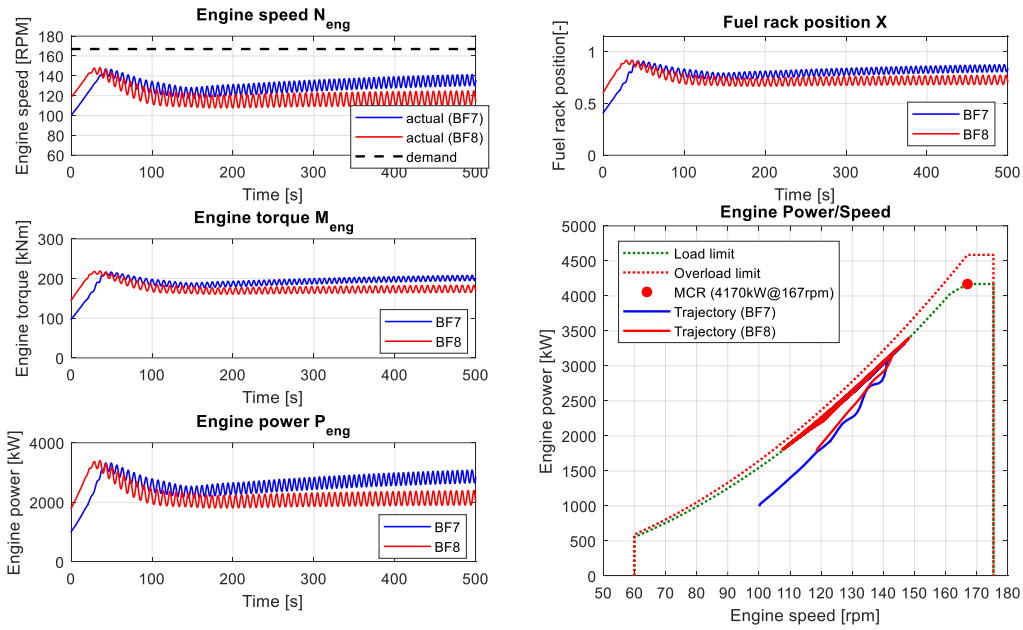 Engine speed N_eng
Engine speed [RPM]
180
160
140
120
100
80
60
0
100
200
300
400
500
Time [s]
actual (BF7)
actual (BF8)
demand
Fuel rack position X
Fuel rack position[-]
1
0.5
0
0
100
200
300
400
500
Time [s]
BF7
BF8
Engine torque M_eng
Engine torque [kNm]
300
200
100
0
0
100
200
300
400
500
Time [s]
BF7
BF8
Engine power P_eng
Engine power [kW]
4000
2000
0
0
100
200
300
400
500
Time [s]
BF7
BF8
Engine Power/Speed
Engine power [kW]
5000
4500
4000
3500
3000
2500
2000
1500
1000
500
0
50
60
70
80
90
100
110
120
130
140
150
160
170
180
Engine speed [rpm]
Load limit
Overload limit
MCR (4170kW@167rpm)
Trajectory (BF7)
Trajectory (BF8)